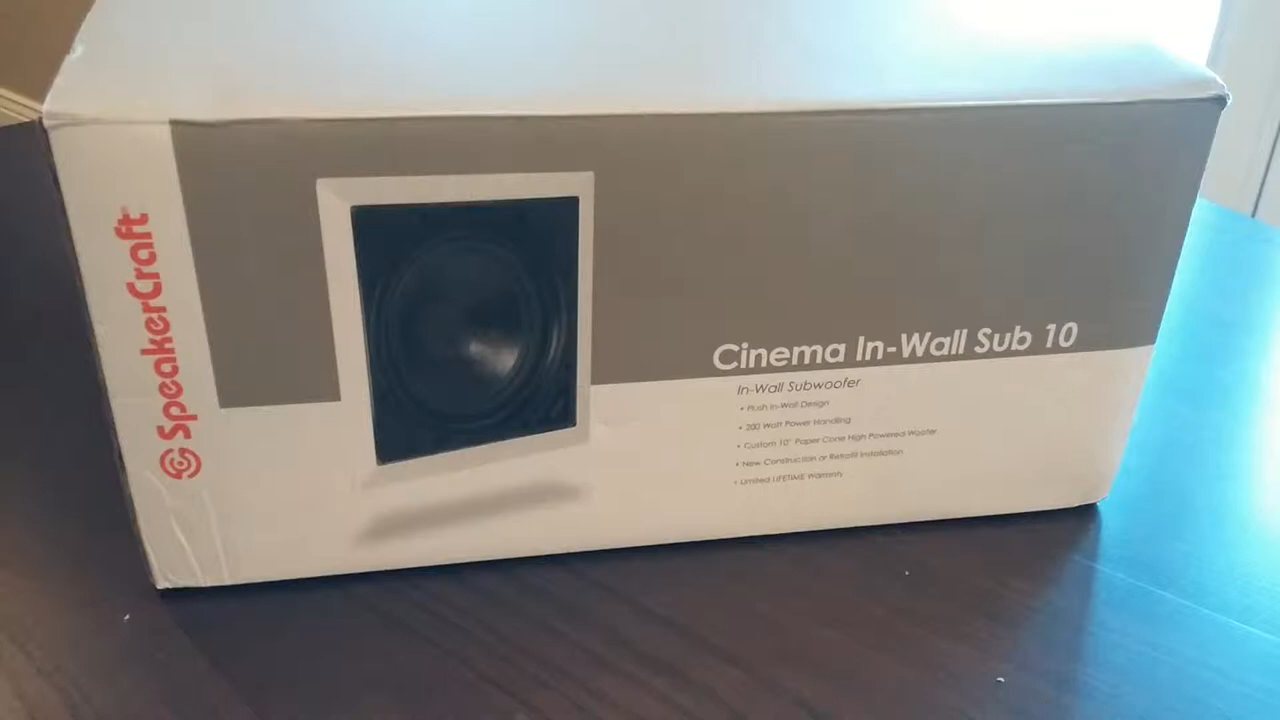 SpeakerCraft®
Cinema In-Wall Sub 10
In-Wall Subwoofer
• Flush In-Wall Design
• 200 Watt Power Handling
• Custom 10" Paper Cone High Powered Woofer
• New Construction or Retrofit Installation
• Limited LIFETIME Warranty